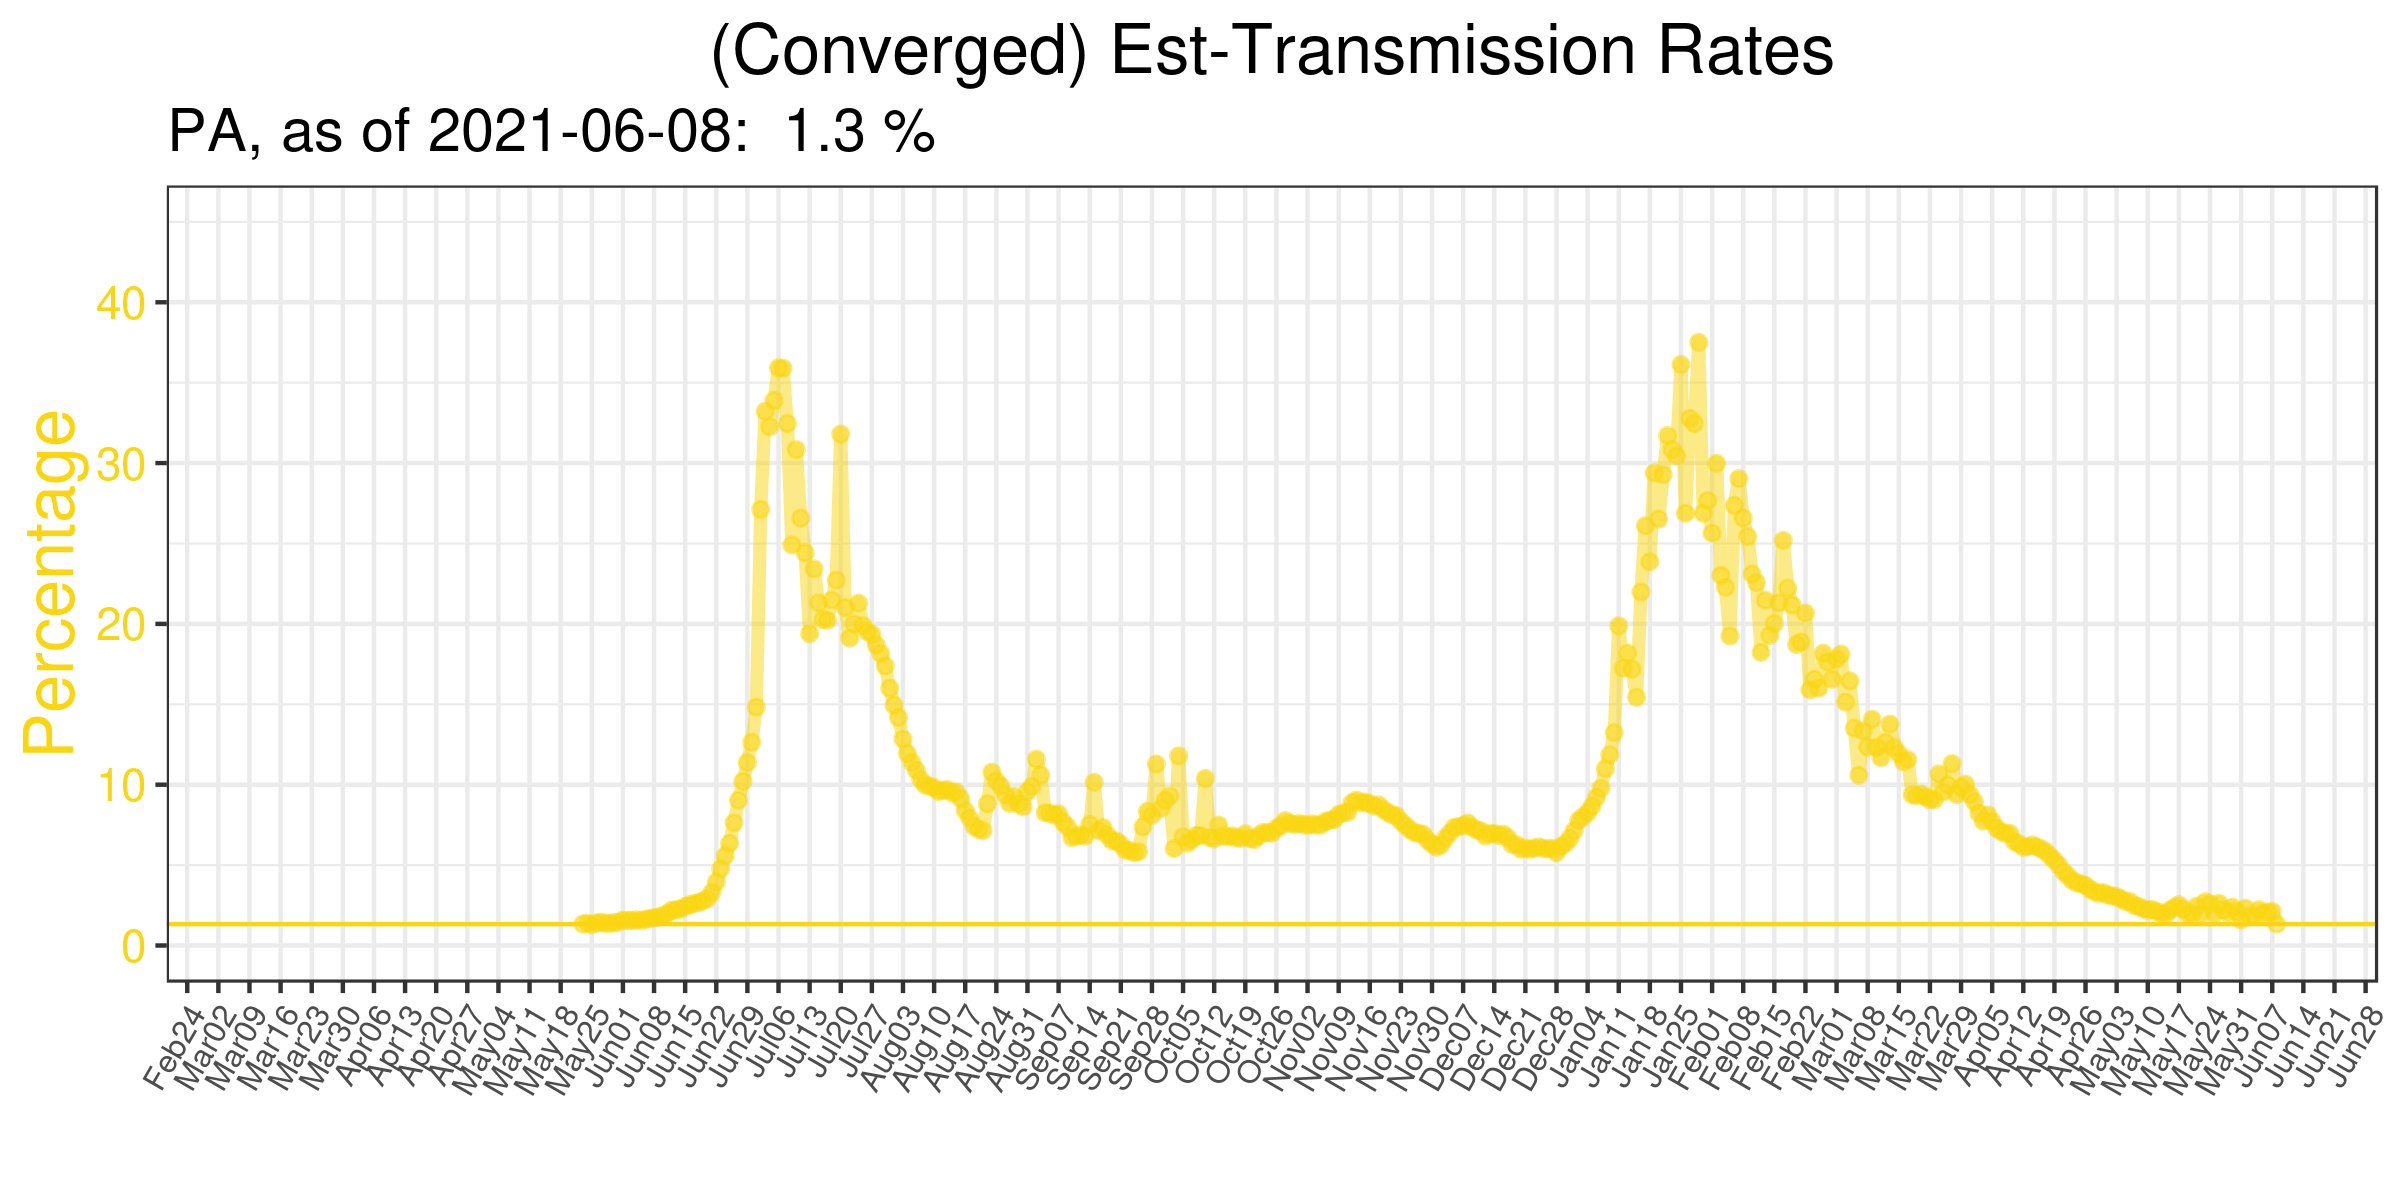 (Converged) Est-Transmission Rates
PA, as of 2021-06-08:  1.3 %
Percentage
40
30
20
10
0
Feb24
Mar02
Mar09
Mar16
Mar23
Mar30
Apr06
Apr13
Apr20
Apr27
May04
May11
May18
May25
Jun01
Jun08
Jun15
Jun22
Jun29
Jul06
Jul13
Jul20
Jul27
Aug03
Aug10
Aug17
Aug24
Aug31
Sep07
Sep14
Sep21
Sep28
Oct05
Oct12
Oct19
Oct26
Nov02
Nov09
Nov16
Nov23
Nov30
Dec07
Dec14
Dec21
Dec28
Jan04
Jan11
Jan18
Jan25
Feb01
Feb08
Feb15
Feb22
Mar01
Mar08
Mar15
Mar22
Mar29
Apr05
Apr12
Apr19
Apr26
May03
May10
May17
May24
May31
Jun07
Jun14
Jun21
Jun28